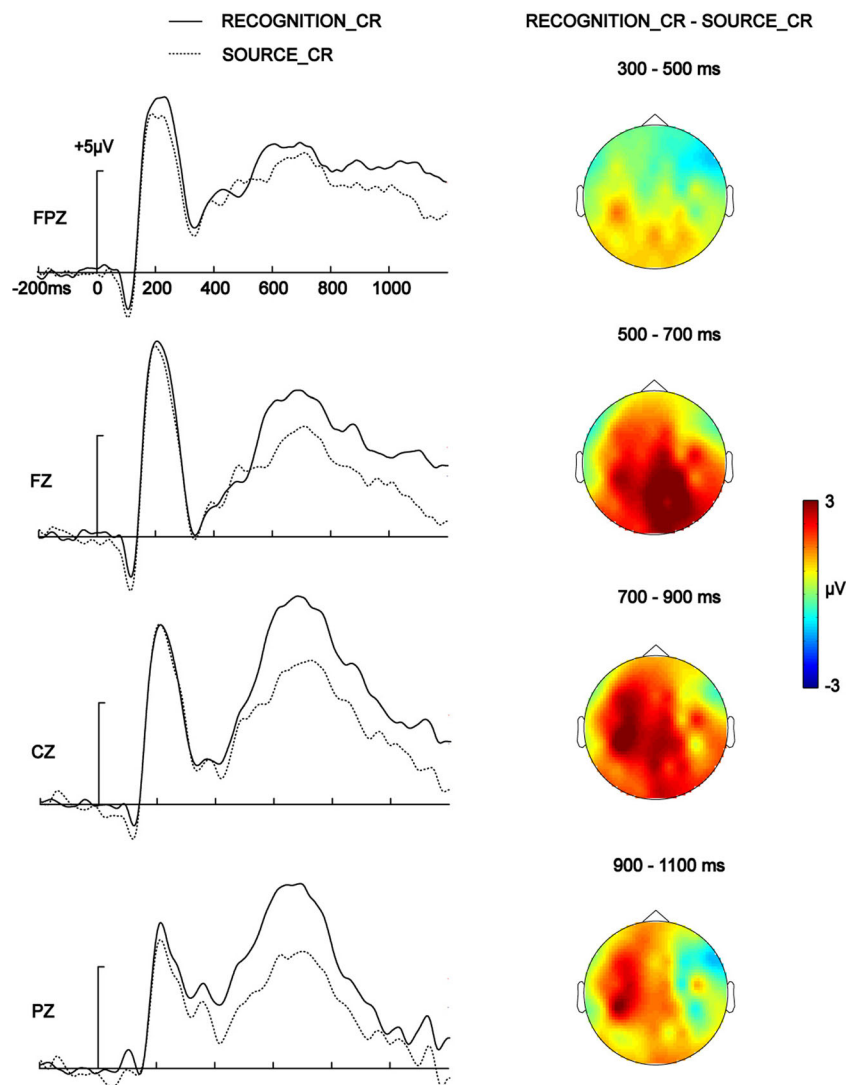 RECOGNITION_CR
SOURCE_CR
RECOGNITION_CR - SOURCE_CR
300 - 500 ms
+5µV
FPZ
-200ms 0 200 400 600 800 1000
500 - 700 ms
FZ
3
µV
-3
700 - 900 ms
CZ
900 - 1100 ms
PZ